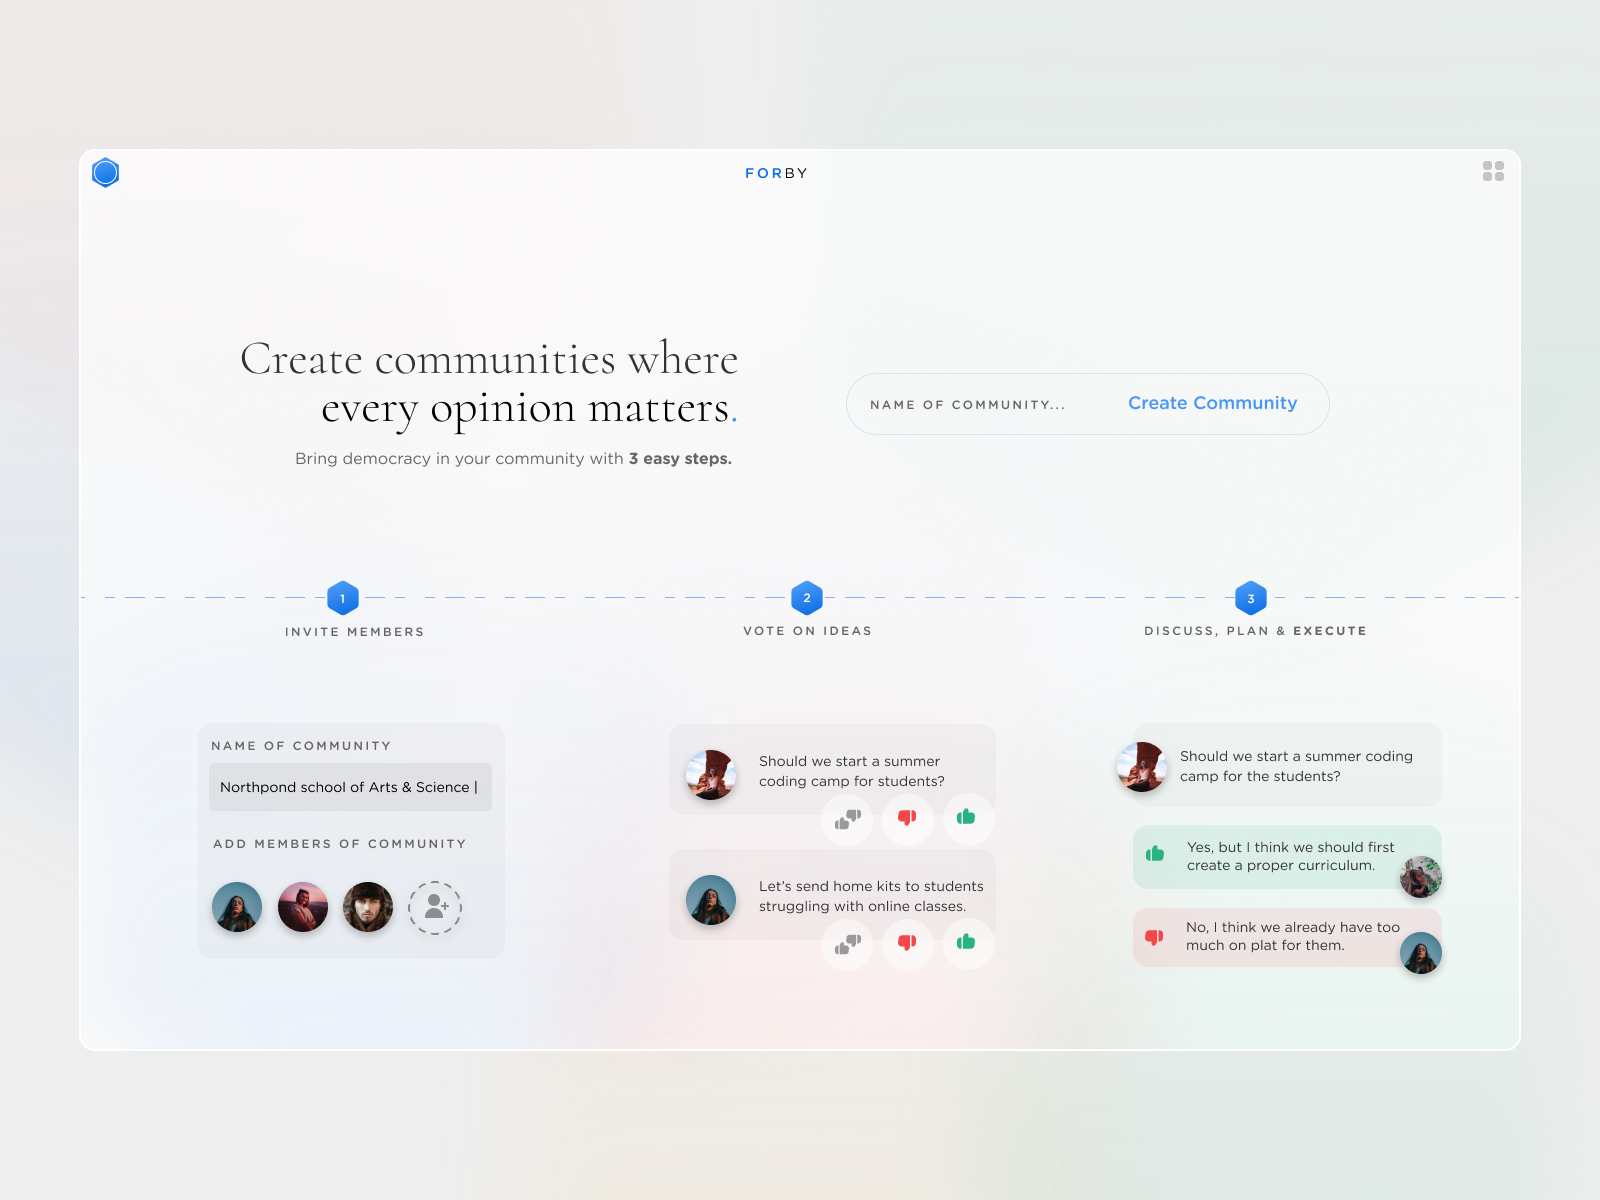 FORBY
Create communities where
every opinion matters.
Bring democracy in your community with 3 easy steps.
NAME OF COMMUNITY...
Create Community
1
INVITE MEMBERS
2
VOTE ON IDEAS
3
DISCUSS, PLAN & EXECUTE
NAME OF COMMUNITY
Northpond school of Arts & Science |
ADD MEMBERS OF COMMUNITY
Should we start a summer
coding camp for students?
Let's send home kits to students
struggling with online classes.
Should we start a summer coding
camp for the students?
Yes, but I think we should first
create a proper curriculum.
No, I think we already have too
much on plat for them.